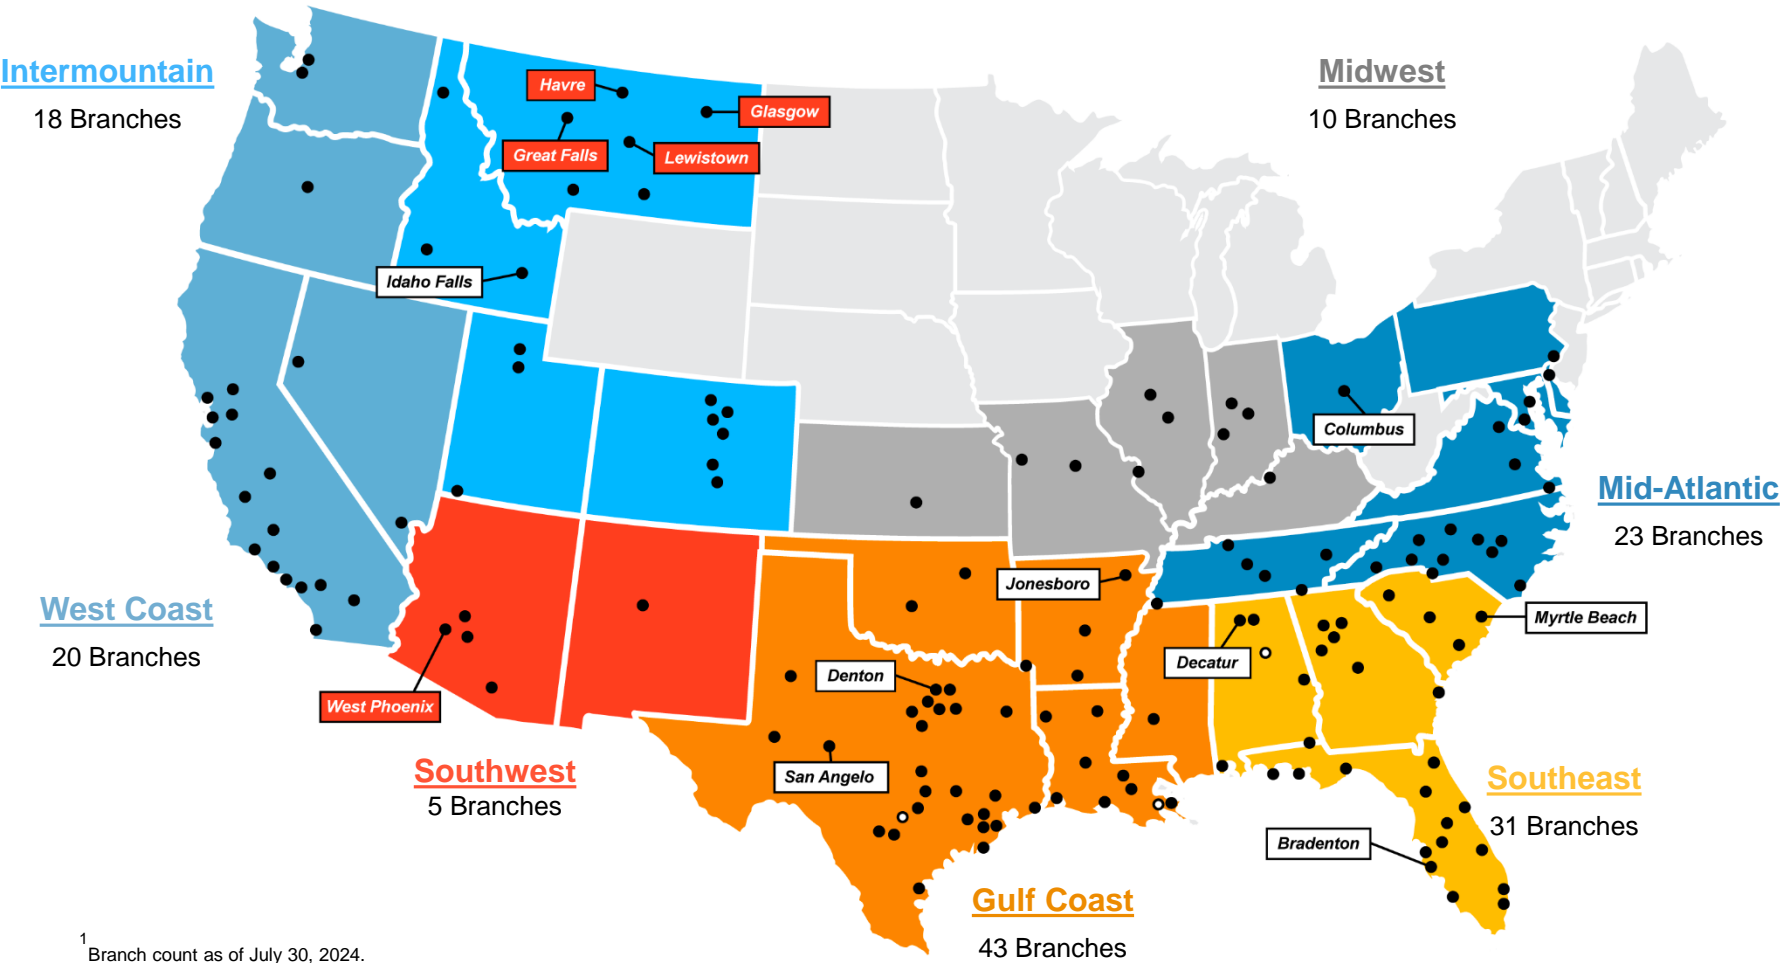 Intermountain
18 Branches
Midwest
10 Branches
Havre
Glasgow
Great Falls
Lewistown
Idaho Falls
Columbus
Mid-Atlantic
23 Branches
West Coast
20 Branches
Jonesboro
Myrtle Beach
Decatur
Denton
West Phoenix
San Angelo
Southwest
5 Branches
Southeast
31 Branches
Bradenton
Gulf Coast
43 Branches
1
Branch count as of July 30, 2024.